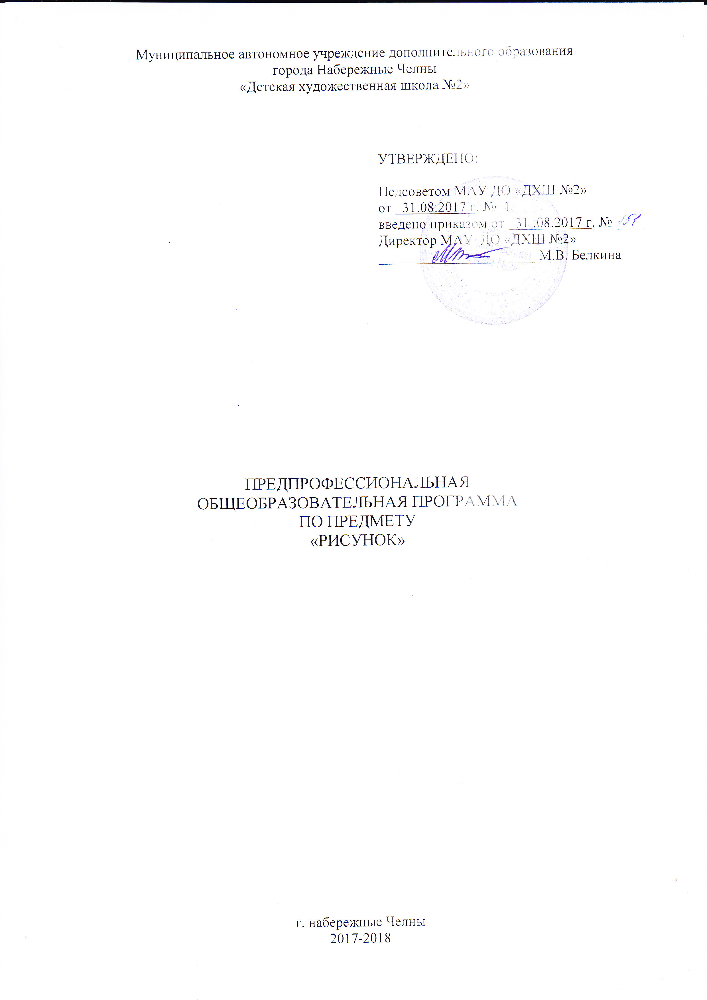 Муниципальное автономное учреждение дополнительного образования
города Набережные Челны
«Детская художественная школа №2»
УТВЕРЖДЕНО:
Педсоветом МАУ ДО «ДХШ №2»
от 31.08.2017 г. № 1
введено приказом от 31 .08.2017 г. № 151
Директор МАУ ДО «ДХШ №2»
М.В. Белкина
ПРЕДПРОФЕССИОНАЛЬНАЯ
ОБЩЕОБРАЗОВАТЕЛЬНАЯ ПРОГРАММА
ПО ПРЕДМЕТУ
«РИСУНОК»
г. набережные Челны
2017-2018